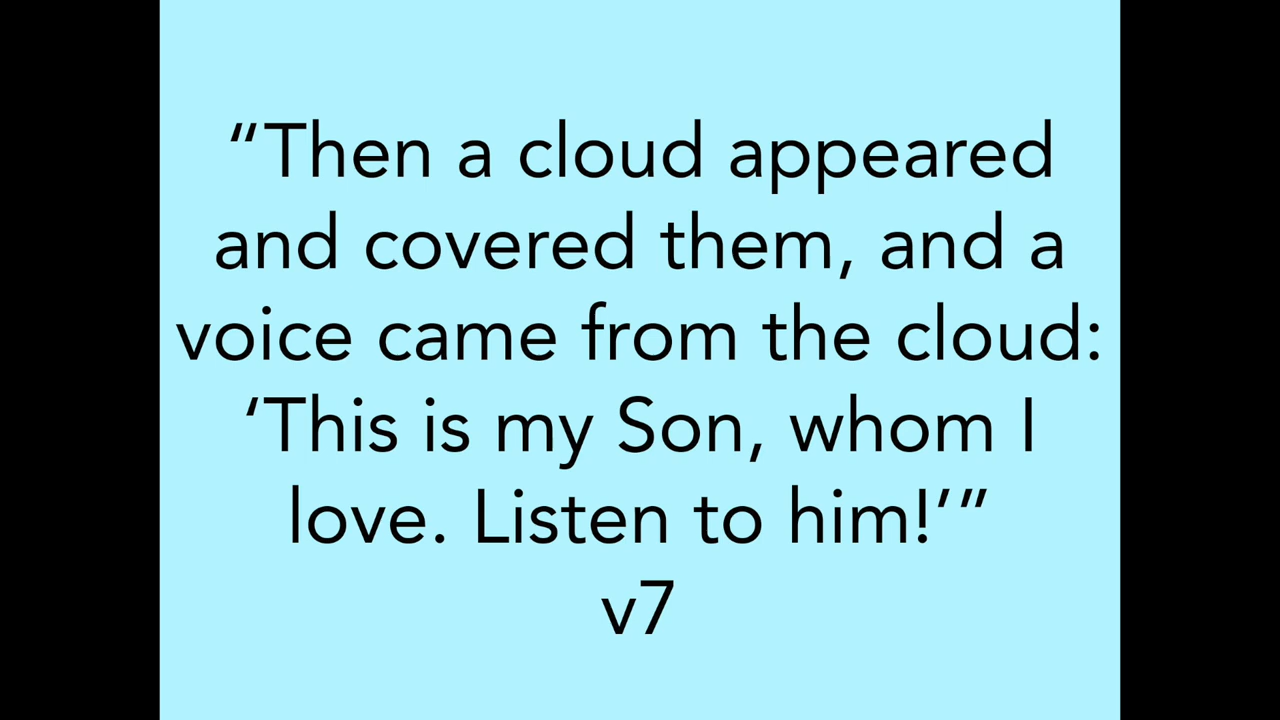 “Then a cloud appeared
and covered them, and a
voice came from the cloud:
‘This is my Son, whom I
love. Listen to him!’”
v7